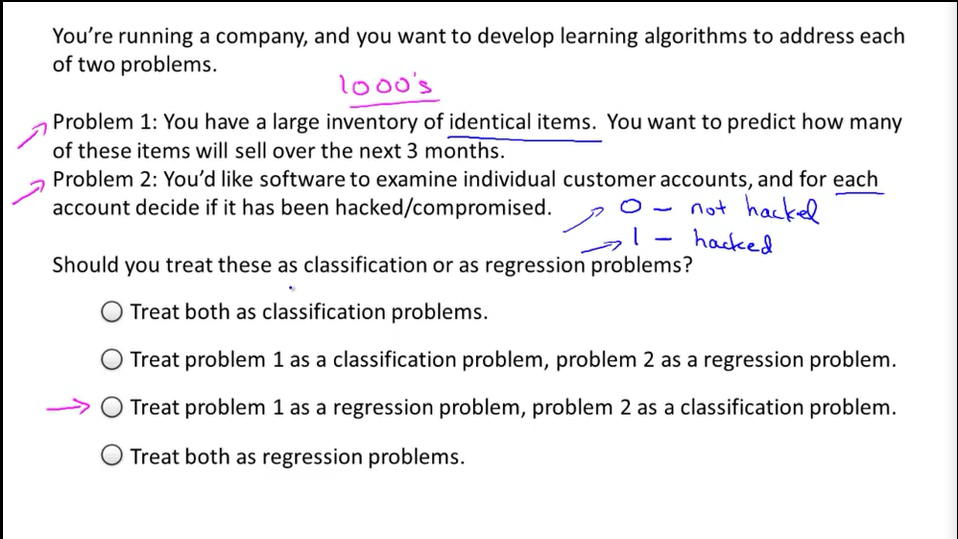 You're running a company, and you want to develop learning algorithms to address each
of two problems.
1000's
Problem 1: You have a large inventory of identical items. You want to predict how many
of these items will sell over the next 3 months.
Problem 2: You'd like software to examine individual customer accounts, and for each
account decide if it has been hacked/compromised.
0 – not hacked
1 – hacked
Should you treat these as classification or as regression problems?
Treat both as classification problems.
Treat problem 1 as a classification problem, problem 2 as a regression problem.
Treat problem 1 as a regression problem, problem 2 as a classification problem.
Treat both as regression problems.